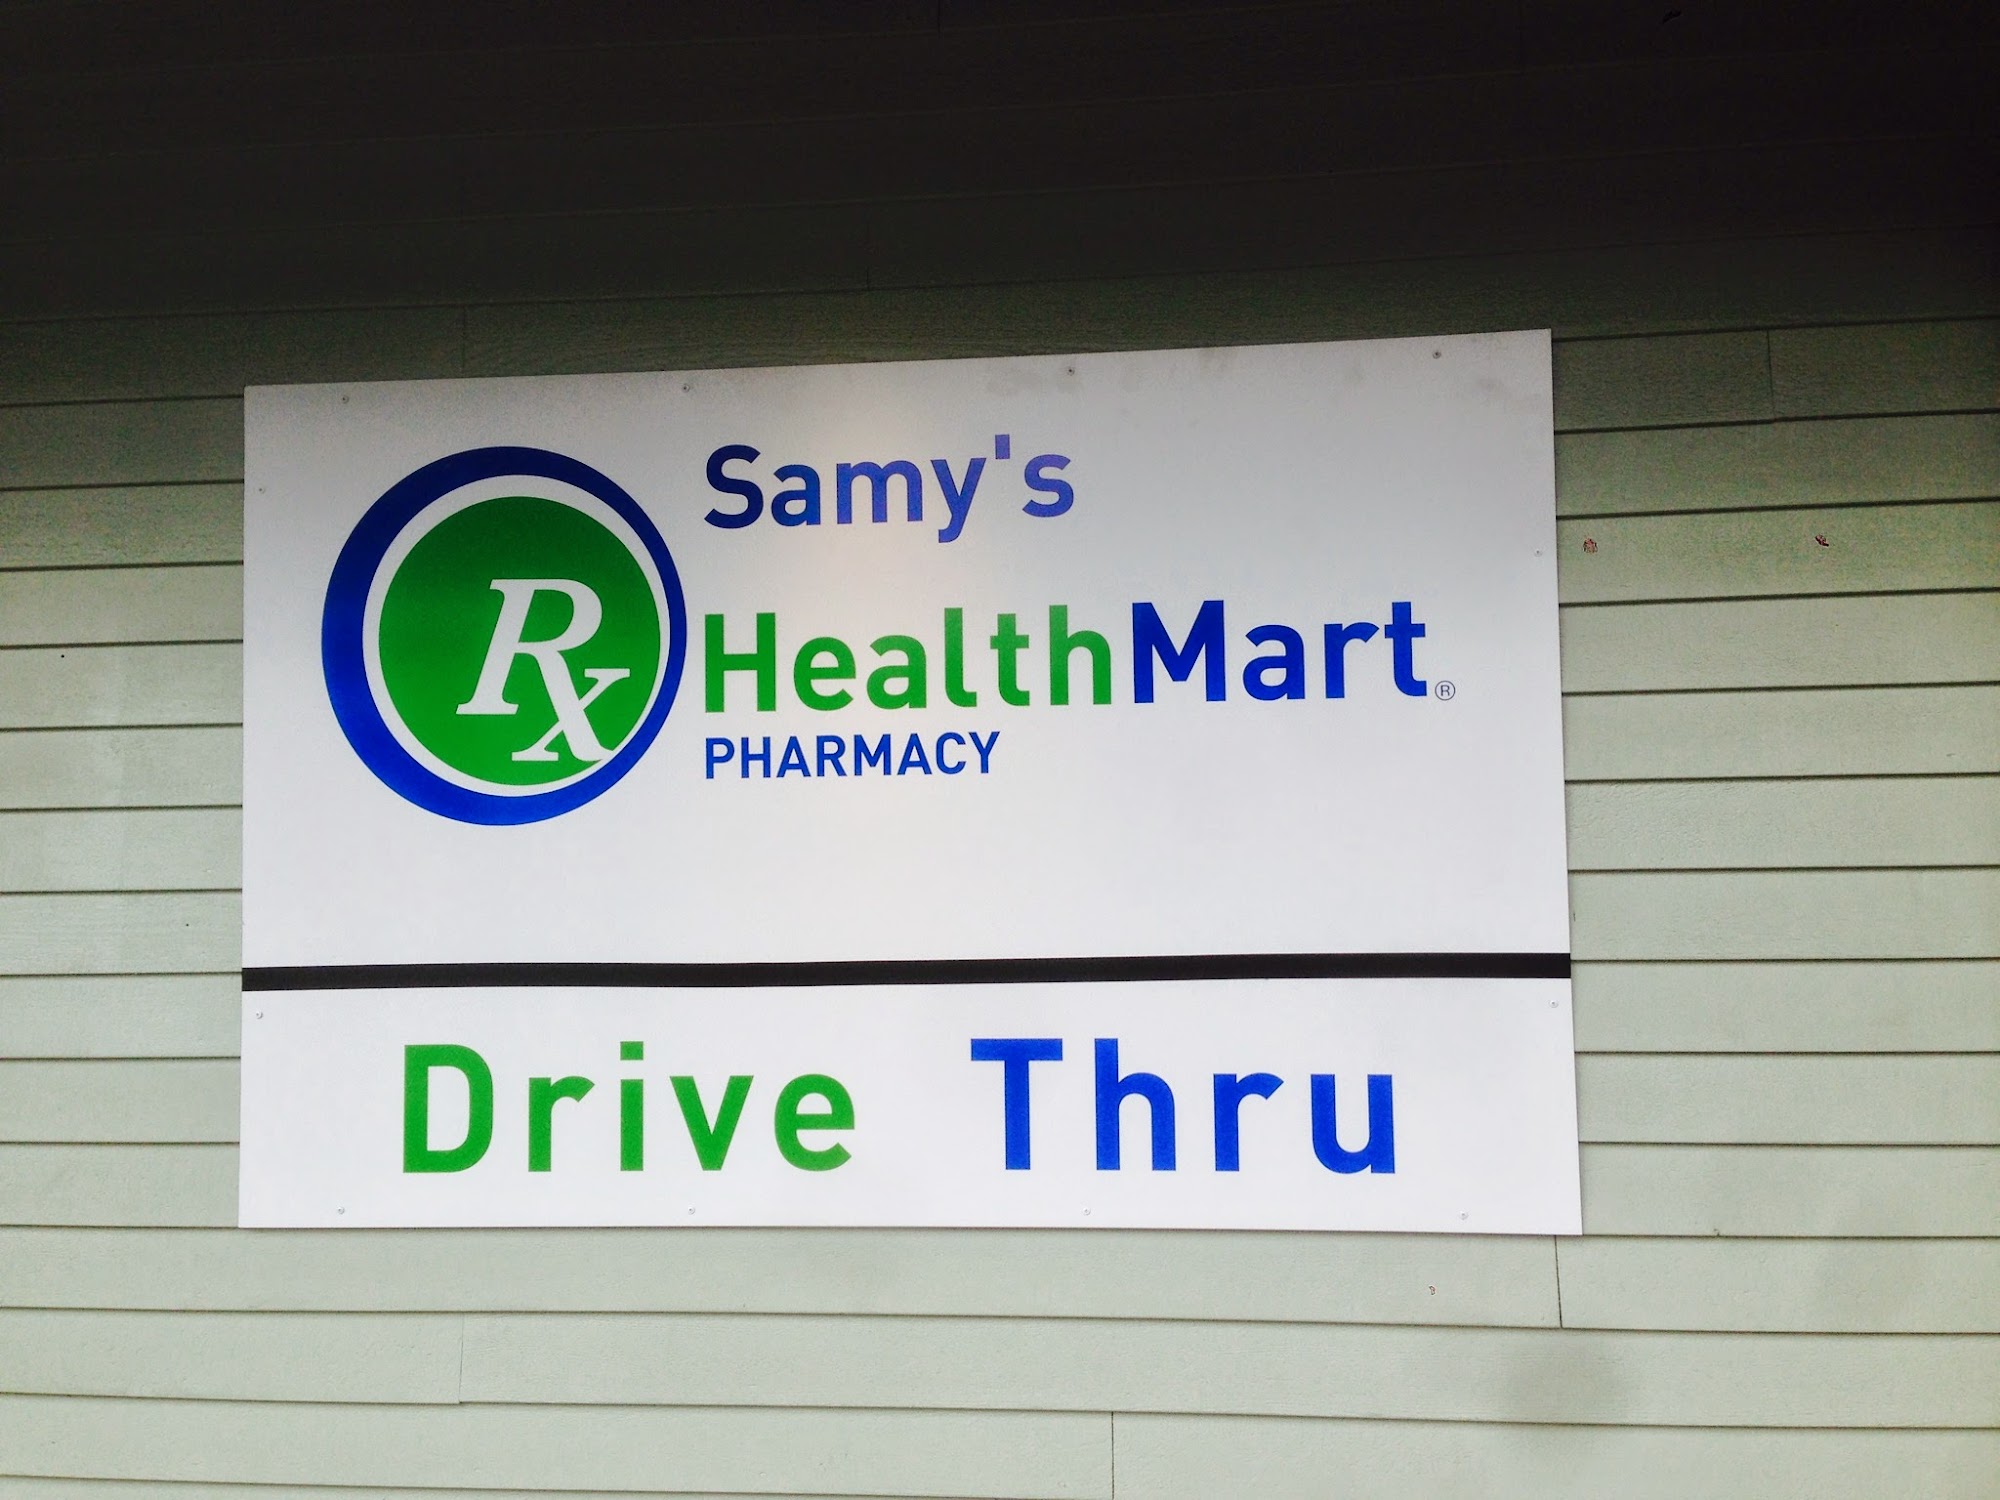 Samy's
Rx
HealthMart®
PHARMACY
Drive Thru